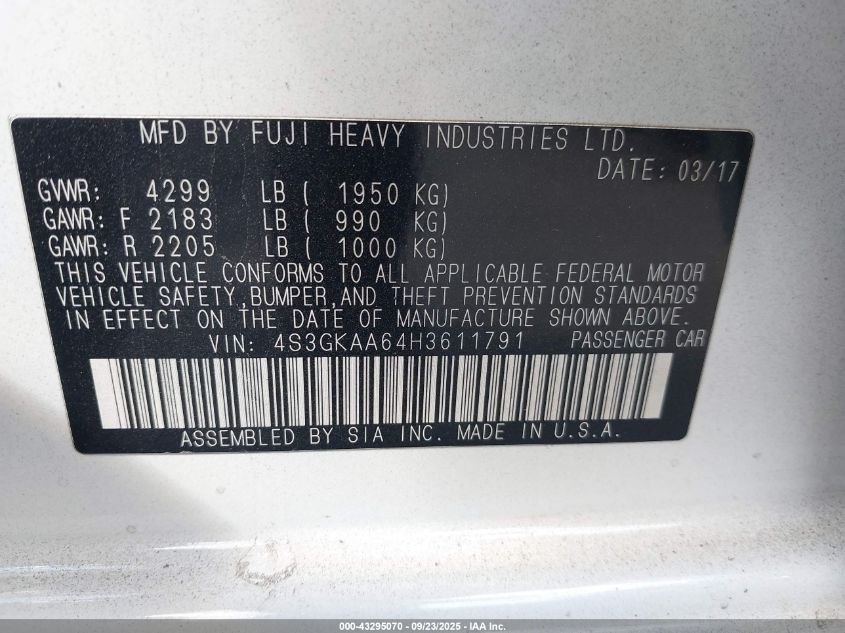 MFD BY FUJI HEAVY INDUSTRIES LTD.
DATE: 03/17
GVWR: 4299 LB ( 1950 KG)
GAWR: F 2183 LB ( 990 KG)
GAWR: R 2205 LB ( 1000 KG)
THIS VEHICLE CONFORMS TO ALL APPLICABLE FEDERAL MOTOR
VEHICLE SAFETY,BUMPER,AND THEFT PREVENTION STANDARDS
IN EFFECT ON THE DATE OF MANUFACTURE SHOWN ABOVE.
VIN: 4S3GKAA64H3611791 PASSENGER CAR
ASSEMBLED BY SIA INC. MADE IN U.S.A.
000-43295070 - 09/23/2025 - IAA Inc.